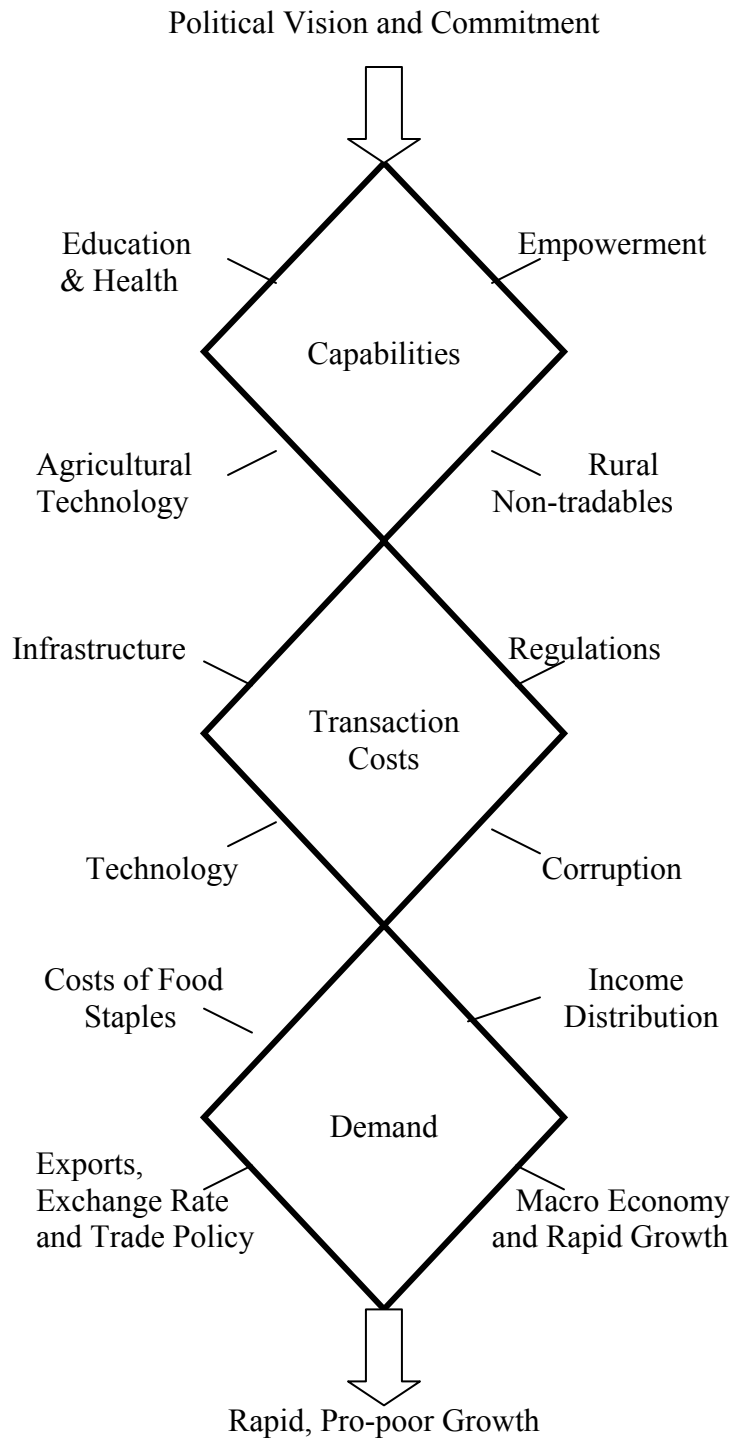 Political Vision and Commitment
Education
& Health
Empowerment
Capabilities
Agricultural
Technology
Rural
Non-tradables
Infrastructure
Regulations
Transaction
Costs
Technology
Corruption
Costs of Food
Staples
Income
Distribution
Demand
Exports,
Exchange Rate
and Trade Policy
Macro Economy
and Rapid Growth
Rapid, Pro-poor Growth